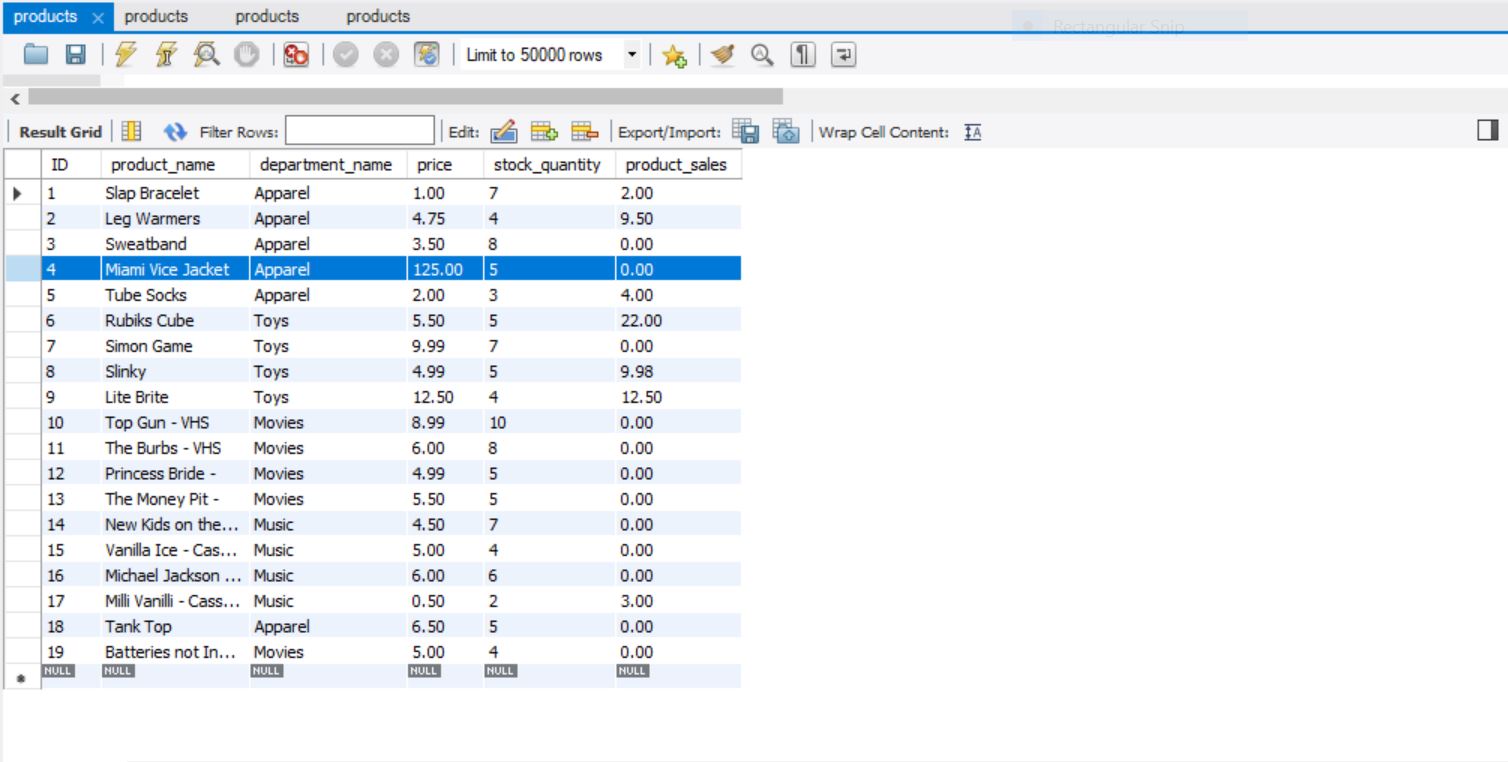 products products products products
Rectangular Snip
Limit to 50000 rows
Result Grid Filter Rows: Edit: Export/Import: Wrap Cell Content:
ID product_name department_name price stock_quantity product_sales
1 Slap Bracelet Apparel 1.00 7 2.00
2 Leg Warmers Apparel 4.75 4 9.50
3 Sweatband Apparel 3.50 8 0.00
4 Miami Vice Jacket Apparel 125.00 5 0.00
5 Tube Socks Apparel 2.00 3 4.00
6 Rubiks Cube Toys 5.50 5 22.00
7 Simon Game Toys 9.99 7 0.00
8 Slinky Toys 4.99 5 9.98
9 Lite Brite Toys 12.50 4 12.50
10 Top Gun - VHS Movies 8.99 10 0.00
11 The Burbs - VHS Movies 6.00 8 0.00
12 Princess Bride - Movies 4.99 5 0.00
13 The Money Pit - Movies 5.50 5 0.00
14 New Kids on the... Music 4.50 7 0.00
15 Vanilla Ice - Cas... Music 5.00 4 0.00
16 Michael Jackson ... Music 6.00 6 0.00
17 Milli Vanilli - Cass... Music 0.50 2 3.00
18 Tank Top Apparel 6.50 5 0.00
19 Batteries not In... Movies 5.00 4 0.00
NULL NULL NULL NULL NULL NULL